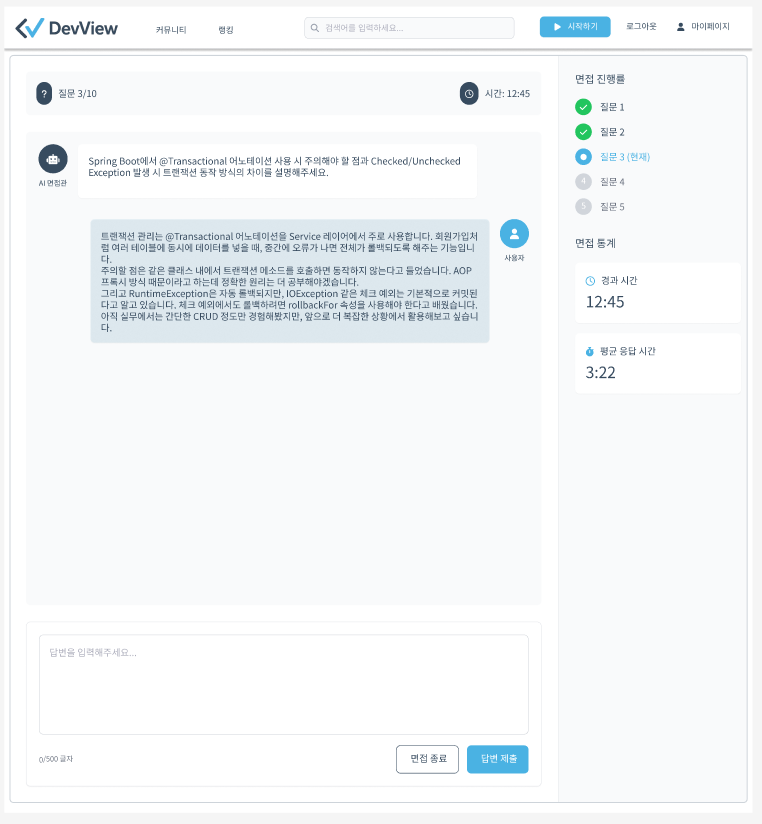 DevView
커뮤니티
랭킹
검색어를 입력하세요...
시작하기
로그아웃
마이페이지
? 질문 3/10
시간: 12:45
AI 면접관
Spring Boot에서 @Transactional 어노테이션 사용 시 주의해야 할 점과 Checked/Unchecked
Exception 발생 시 트랜잭션 동작 방식의 차이를 설명해주세요.
트랜잭션 관리는 @Transactional 어노테이션을 Service 레이어에서 주로 사용합니다. 회원가입처
럼 여러 테이블에 동시에 데이터를 넣을 때, 중간에 오류가 나면 전체가 롤백되도록 해주는 기능입니
다.
주의할 점은 같은 클래스 내에서 트랜잭션 메소드를 호출하면 동작하지 않는다고 들었습니다. AOP
프록시 방식 때문이라고 하는데 정확한 원리는 더 공부해야겠습니다.
그리고 RuntimeException은 자동 롤백되지만, IOException 같은 체크 예외는 기본적으로 커밋된
다고 알고 있습니다. 체크 예외에서도 롤백하려면 rollbackFor 속성을 사용해야 한다고 배웠습니다.
아직 실무에서는 간단한 CRUD 정도만 경험해봤지만, 앞으로 더 복잡한 상황에서 활용해보고 싶습니
다.
사용자
답변을 입력해주세요...
0/500 글자
면접 종료
답변 제출
면접 진행률
질문 1
질문 2
질문 3 (현재)
4 질문 4
5 질문 5
면접 통계
경과 시간
12:45
평균 응답 시간
3:22